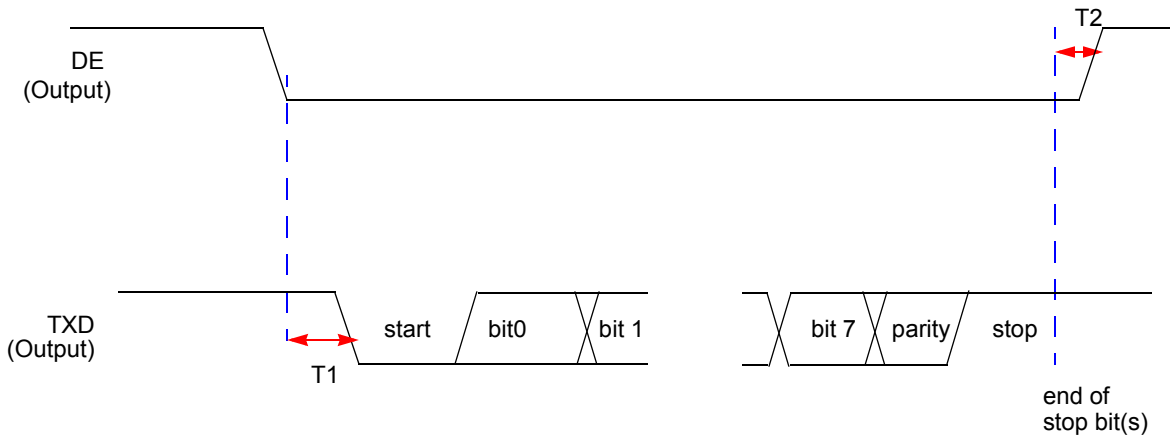 T2
DE
(Output)
TXD
(Output)
start
bit0
bit 1
bit 7
parity
stop
T1
end of
stop bit(s)